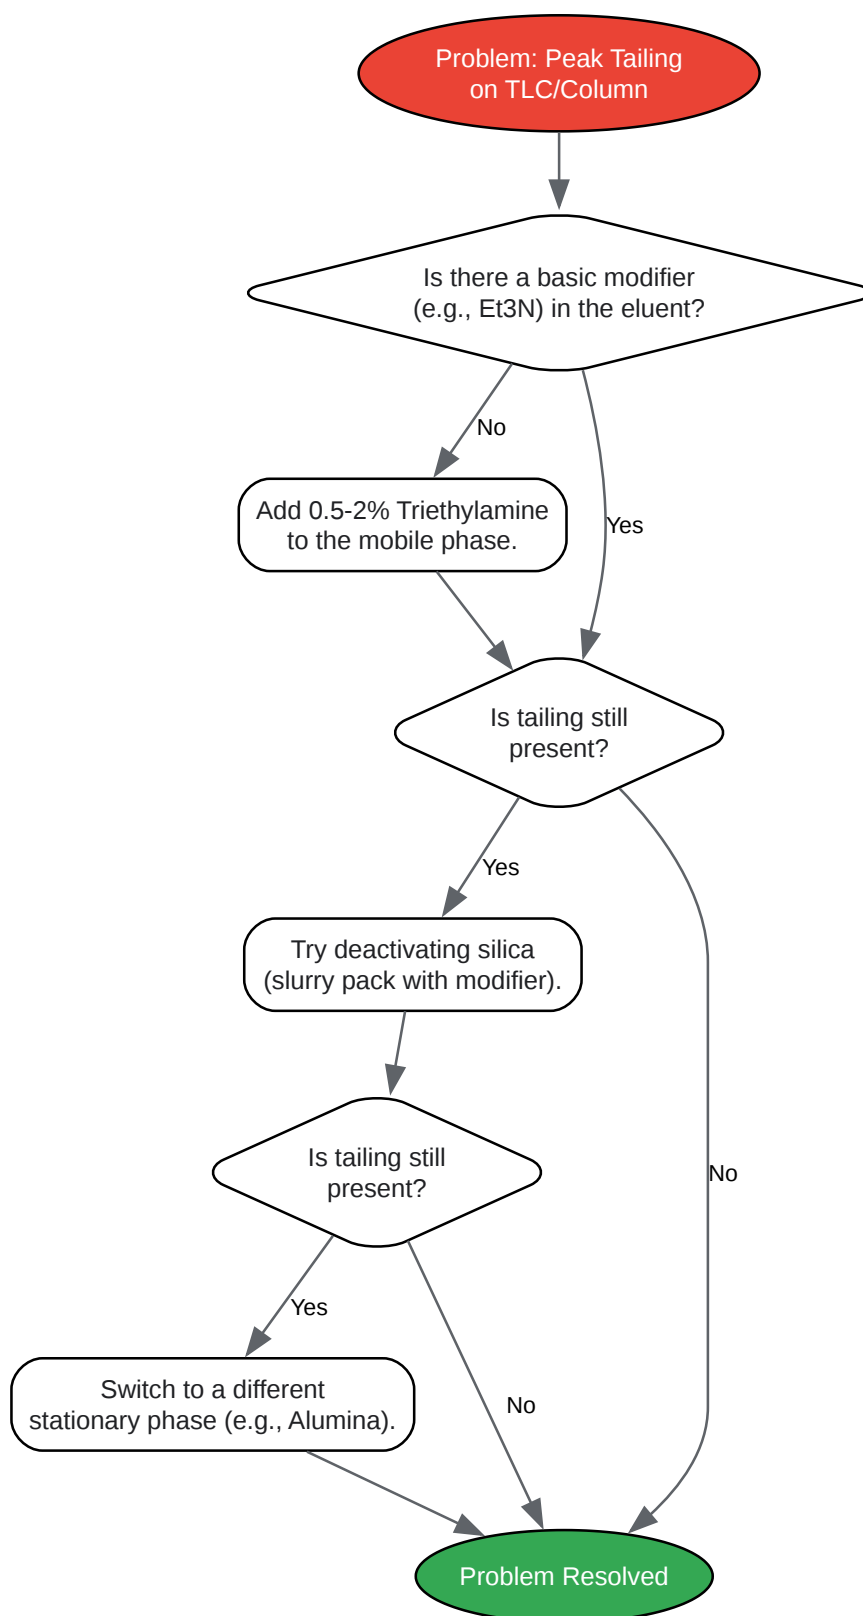 Problem: Peak Tailing
on TLC/Column
Is there a basic modifier
(e.g., Et3N) in the eluent?
No
Add 0.5-2% Triethylamine
to the mobile phase.
Yes
Is tailing still
present?
Yes
Try deactivating silica
(slurry pack with modifier).
Is tailing still
present?
No
Yes
Switch to a different
stationary phase (e.g., Alumina).
No
Problem Resolved